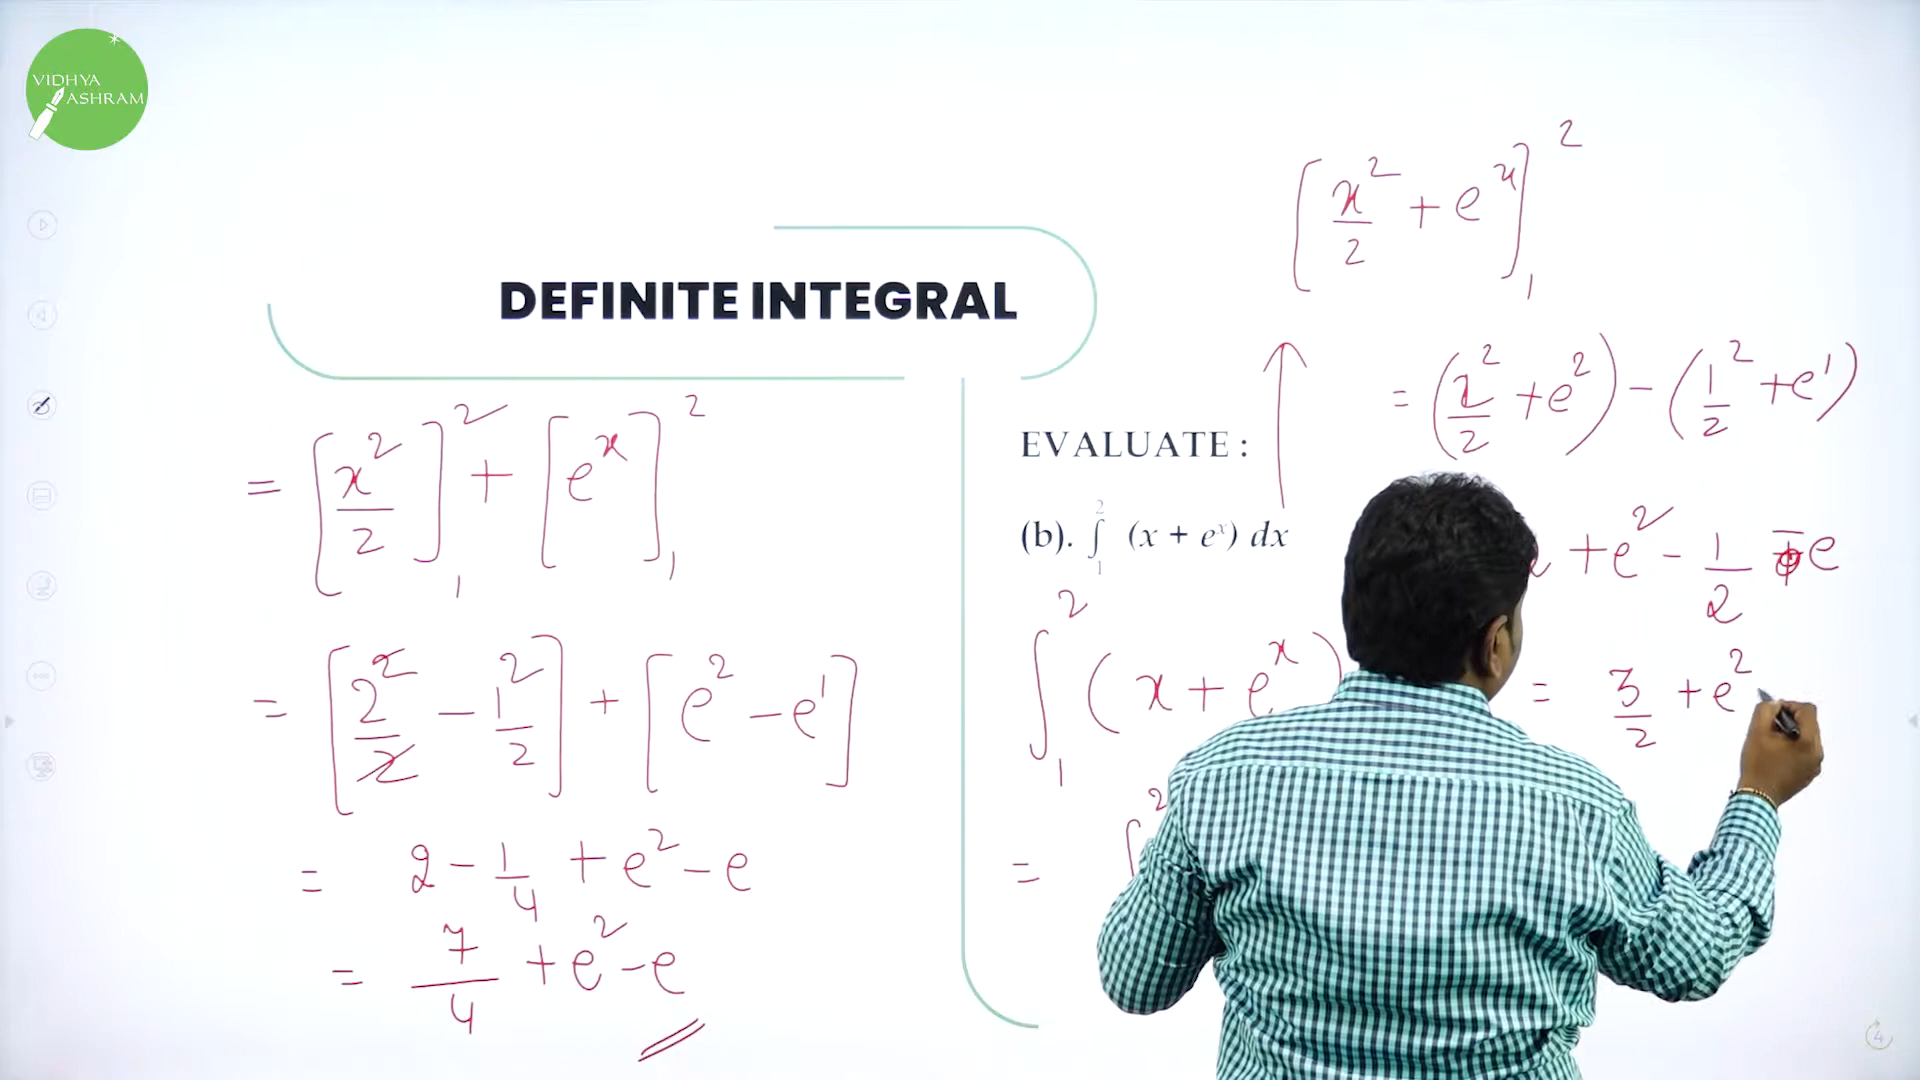 VIDHYA
ASHRAM
DEFINITE INTEGRAL
= [x²/2]₁² + [eˣ]₁²
= [2²/2 − 1²/2] + [e² − e¹]
= 2 − 1/4 + e² − e
= 7/4 + e² − e
EVALUATE :
(b). ∫₁² (x + eˣ) dx
∫₁² (x + eˣ)
=
[x²/2 + eˣ]₁²
= (2²/2 + e²) − (1²/2 + e¹)
+ e² − 1/2 − e
= 3/2 + e²
4